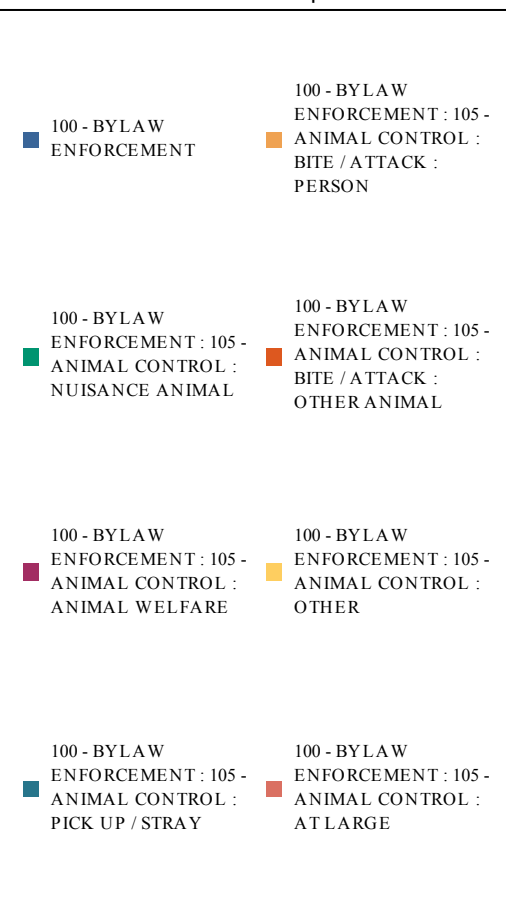 100 - BYLAW
ENFORCEMENT
100 - BYLAW
ENFORCEMENT : 105 -
ANIMAL CONTROL :
BITE / ATTACK :
PERSON
100 - BYLAW
ENFORCEMENT : 105 -
ANIMAL CONTROL :
NUISANCE ANIMAL
100 - BYLAW
ENFORCEMENT : 105 -
ANIMAL CONTROL :
BITE / ATTACK :
OTHER ANIMAL
100 - BYLAW
ENFORCEMENT : 105 -
ANIMAL CONTROL :
ANIMAL WELFARE
100 - BYLAW
ENFORCEMENT : 105 -
ANIMAL CONTROL :
OTHER
100 - BYLAW
ENFORCEMENT : 105 -
ANIMAL CONTROL :
PICK UP / STRAY
100 - BYLAW
ENFORCEMENT : 105 -
ANIMAL CONTROL :
AT LARGE